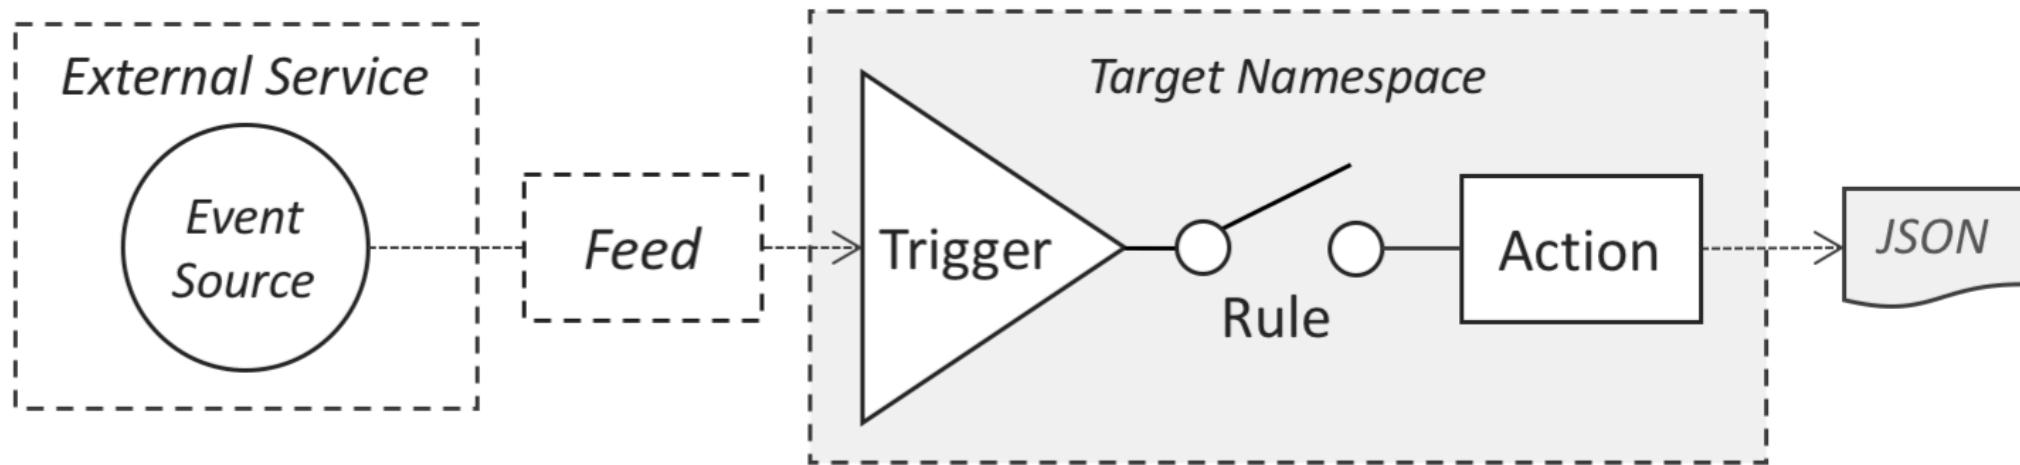 External Service
Event
Source
Feed
Target Namespace
Trigger
Rule
Action
JSON